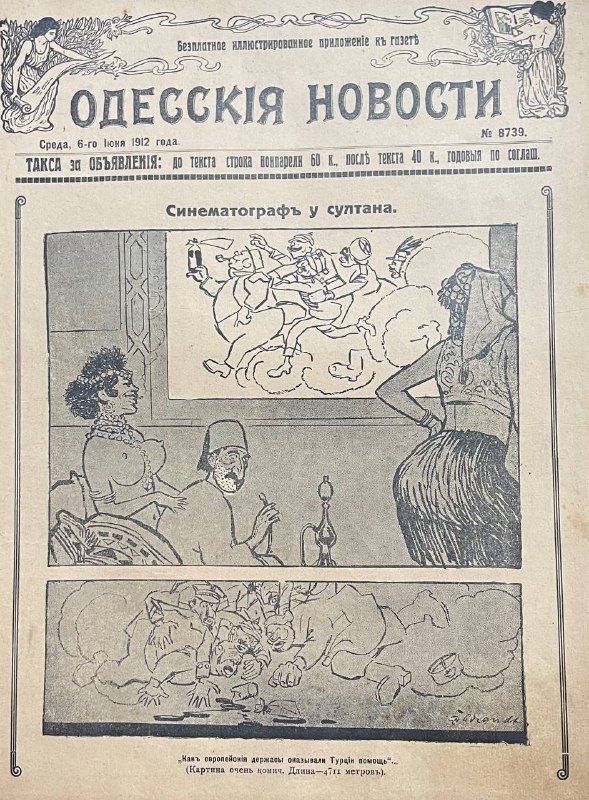 Безплатное иллюстрированное приложеніе къ газетѣ
ОДЕССКІЯ НОВОСТИ
Среда, 6-го Іюня 1912 года.
№ 8739.
ТАКСА за ОБЪЯВЛЕНІЯ: до текста строка нонпарели 60 к., послѣ текста 40 к., годовыя по соглаш.
Синематографъ у султана.
„Какъ европейскія державы оказывали Турціи помощь“...
(Картина очень комич. Длина—4711 метровъ).